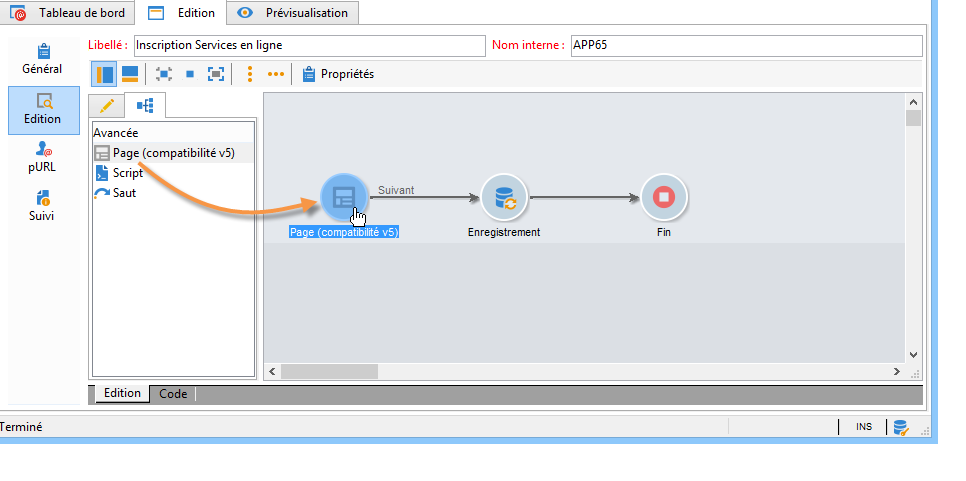 Tableau de bord Edition Prévisualisation
Libellé : Inscription Services en ligne Nom interne : APP65
Général
Propriétés
Edition
pURL
Suivi
Avancée
Page (compatibilité v5)
Script
Saut
Suivant
Page (compatibilité v5) Enregistrement Fin
Edition Code
Terminé INS